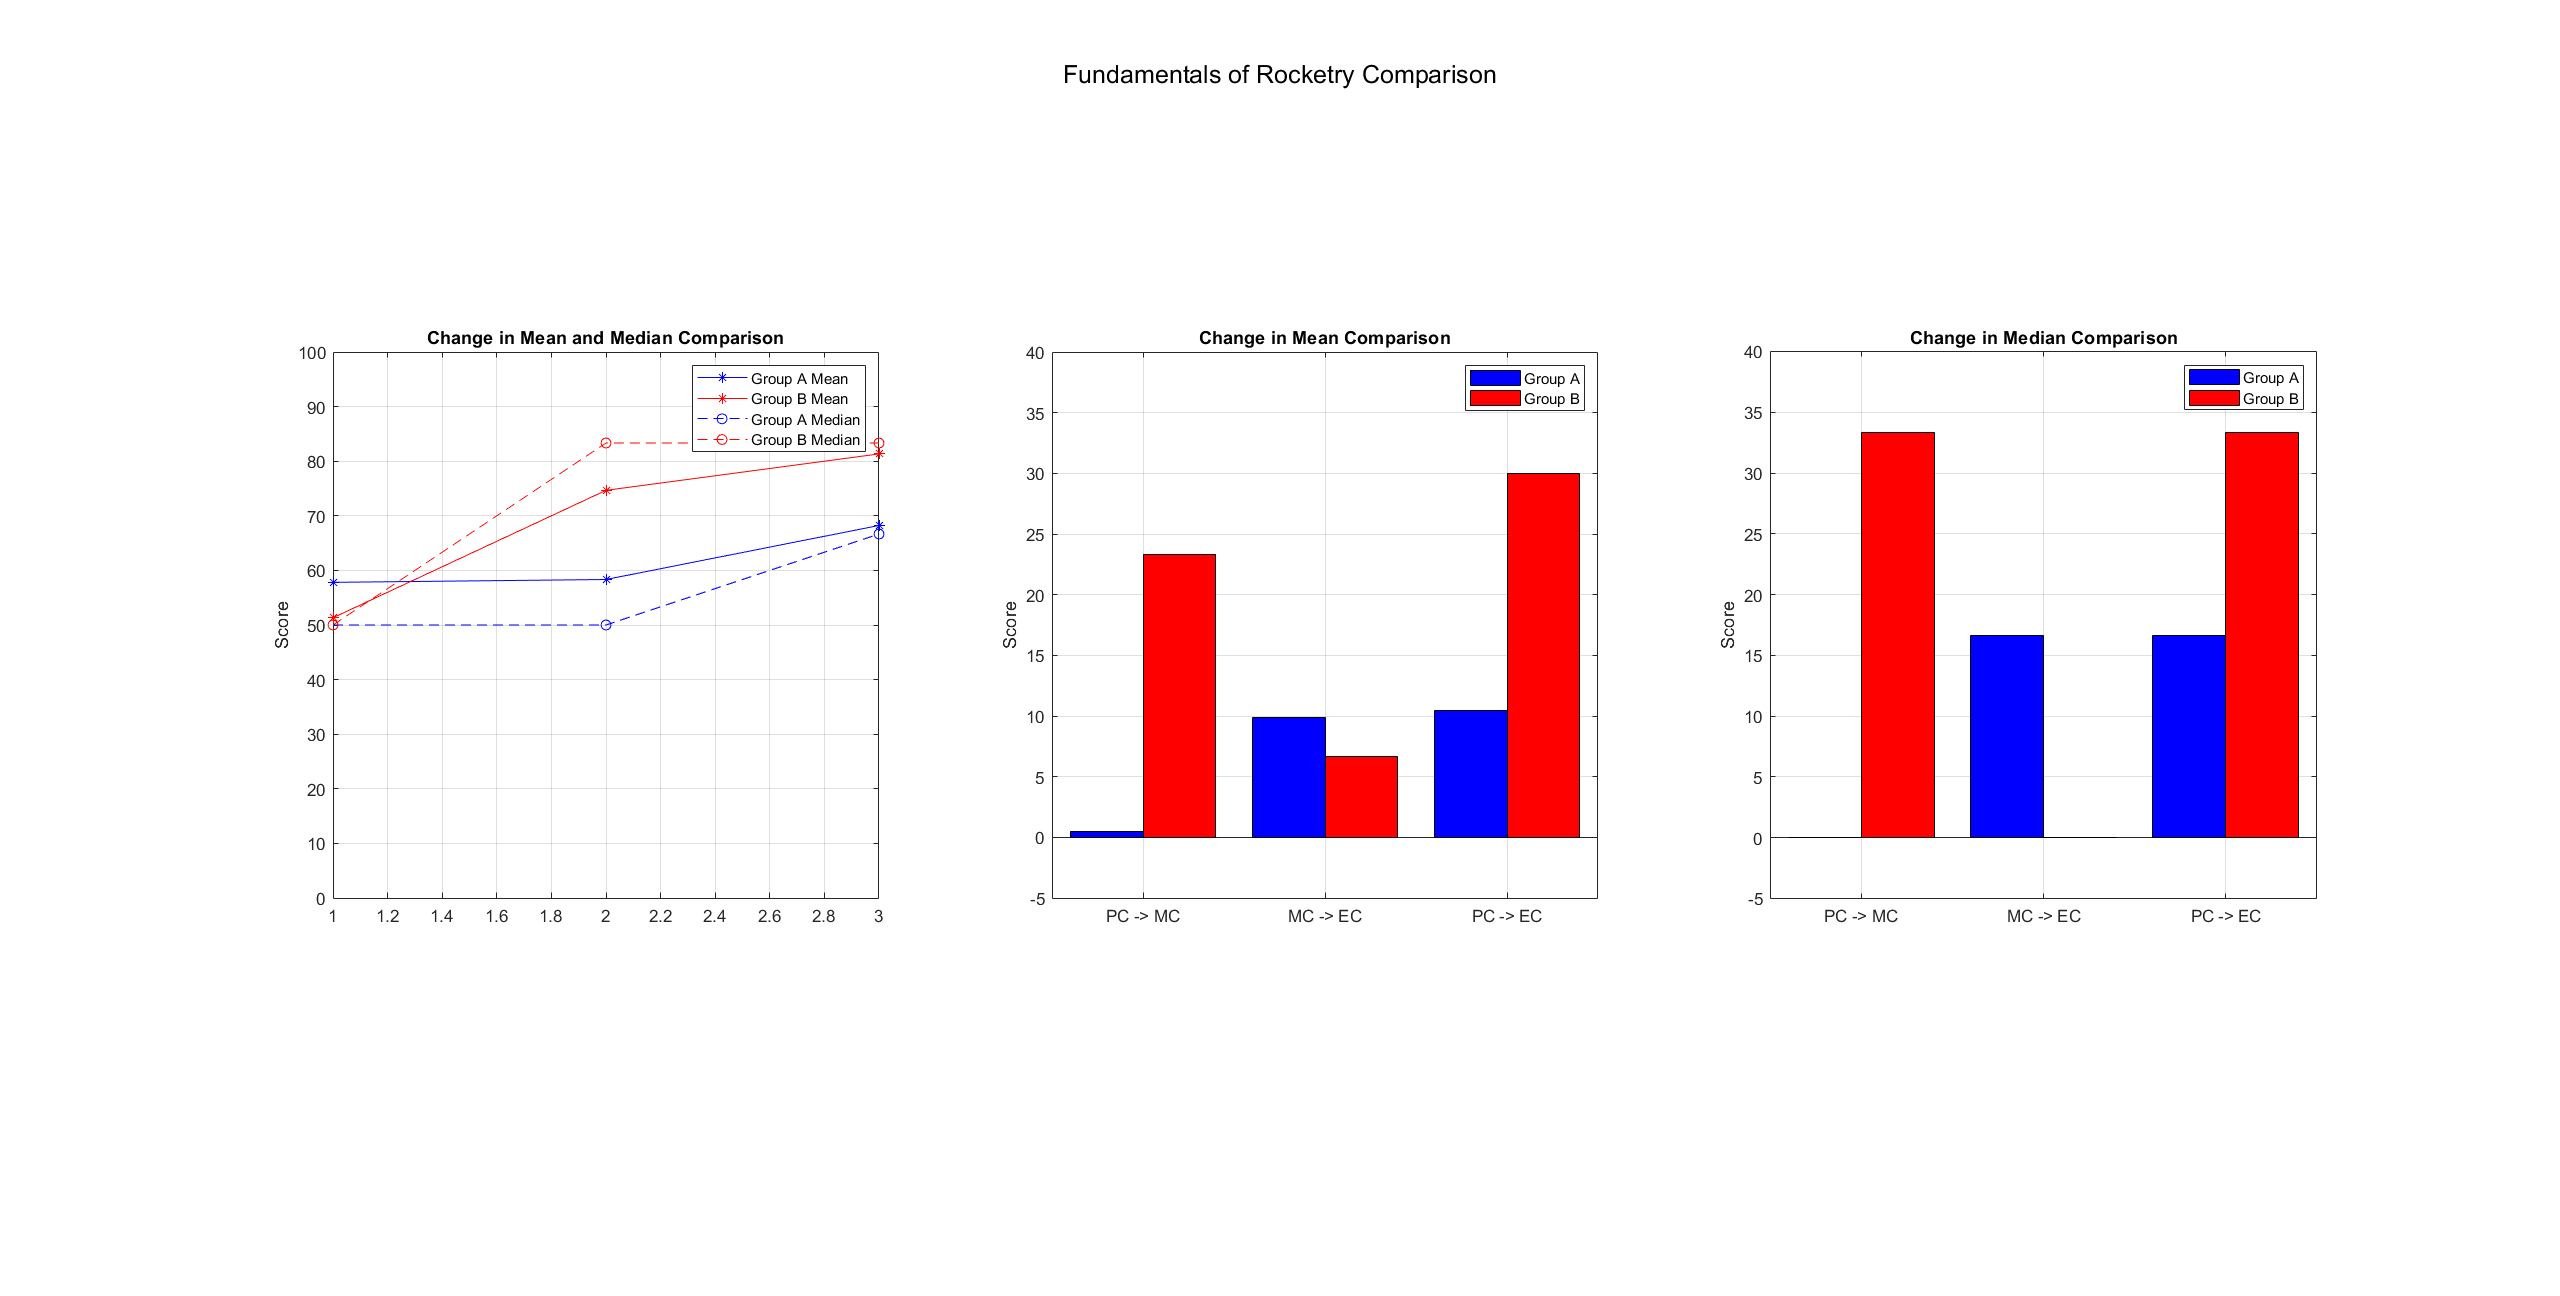 Fundamentals of Rocketry Comparison
Change in Mean and Median Comparison
100
90
80
70
60
50
40
30
20
10
0
Score
Group A Mean
Group B Mean
Group A Median
Group B Median
1 1.2 1.4 1.6 1.8 2 2.2 2.4 2.6 2.8 3
Change in Mean Comparison
40
35
30
25
20
15
10
5
0
-5
Score
Group A
Group B
PC -> MC MC -> EC PC -> EC
Change in Median Comparison
40
35
30
25
20
15
10
5
0
-5
Score
Group A
Group B
PC -> MC MC -> EC PC -> EC